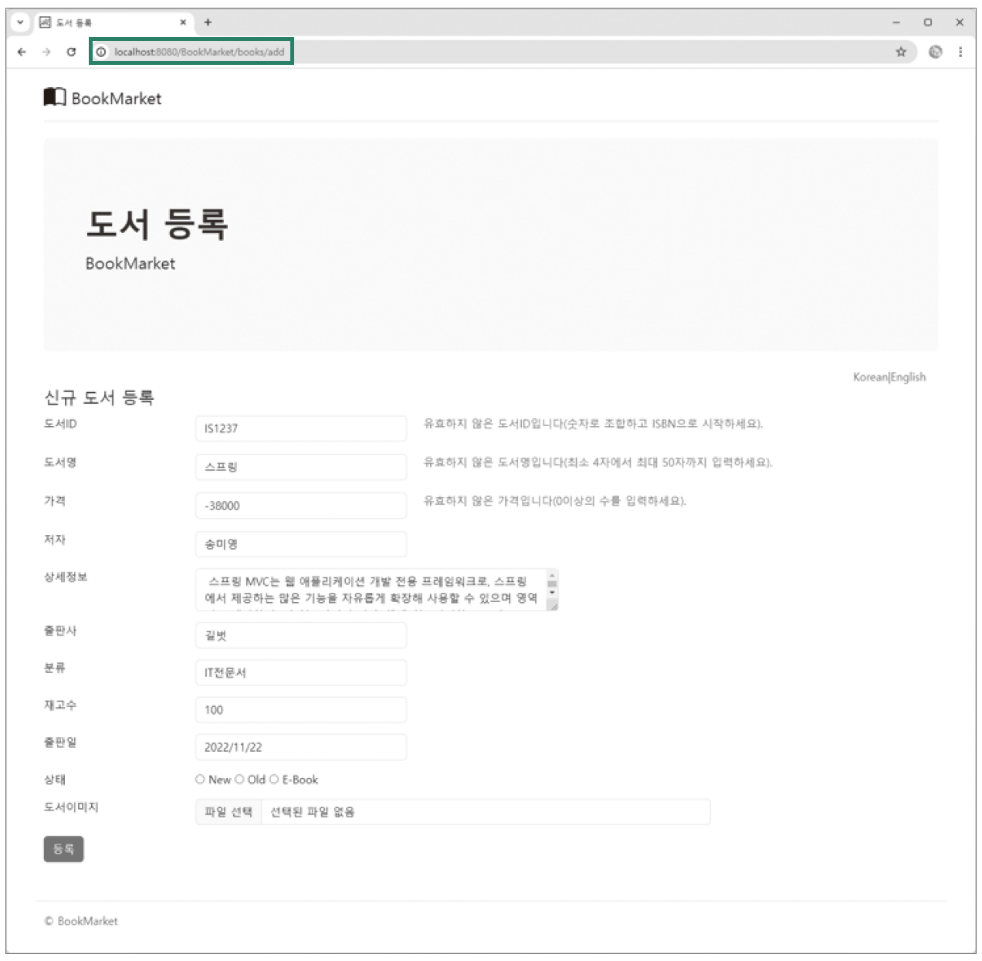 도서 등록
localhost:8080/BookMarket/books/add
BookMarket
도서 등록
BookMarket
Korean|English
신규 도서 등록
도서ID IS1237 유효하지 않은 도서ID입니다(숫자로 조합하고 ISBN으로 시작하세요).
도서명 스프링 유효하지 않은 도서명입니다(최소 4자에서 최대 50자까지 입력하세요).
가격 -38000 유효하지 않은 가격입니다(0이상의 수를 입력하세요).
저자 송미영
상세정보 스프링 MVC는 웹 애플리케이션 개발 전용 프레임워크로, 스프링
에서 제공하는 많은 기능을 자유롭게 확장해 사용할 수 있으며 영역
출판사 길벗
분류 IT전문서
재고수 100
출판일 2022/11/22
상태 New Old E-Book
도서이미지 파일 선택 선택된 파일 없음
등록
© BookMarket